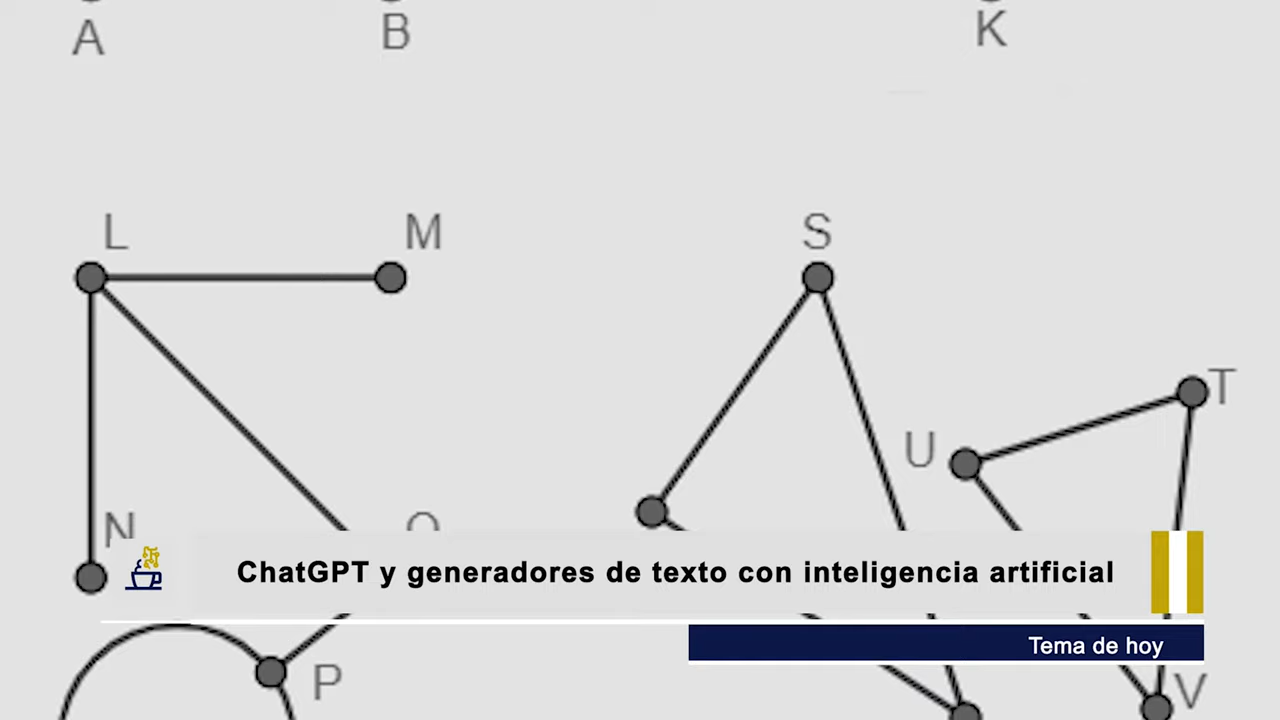 A B K
L M S
T
U
N O
ChatGPT y generadores de texto con inteligencia artificial
Tema de hoy
P V